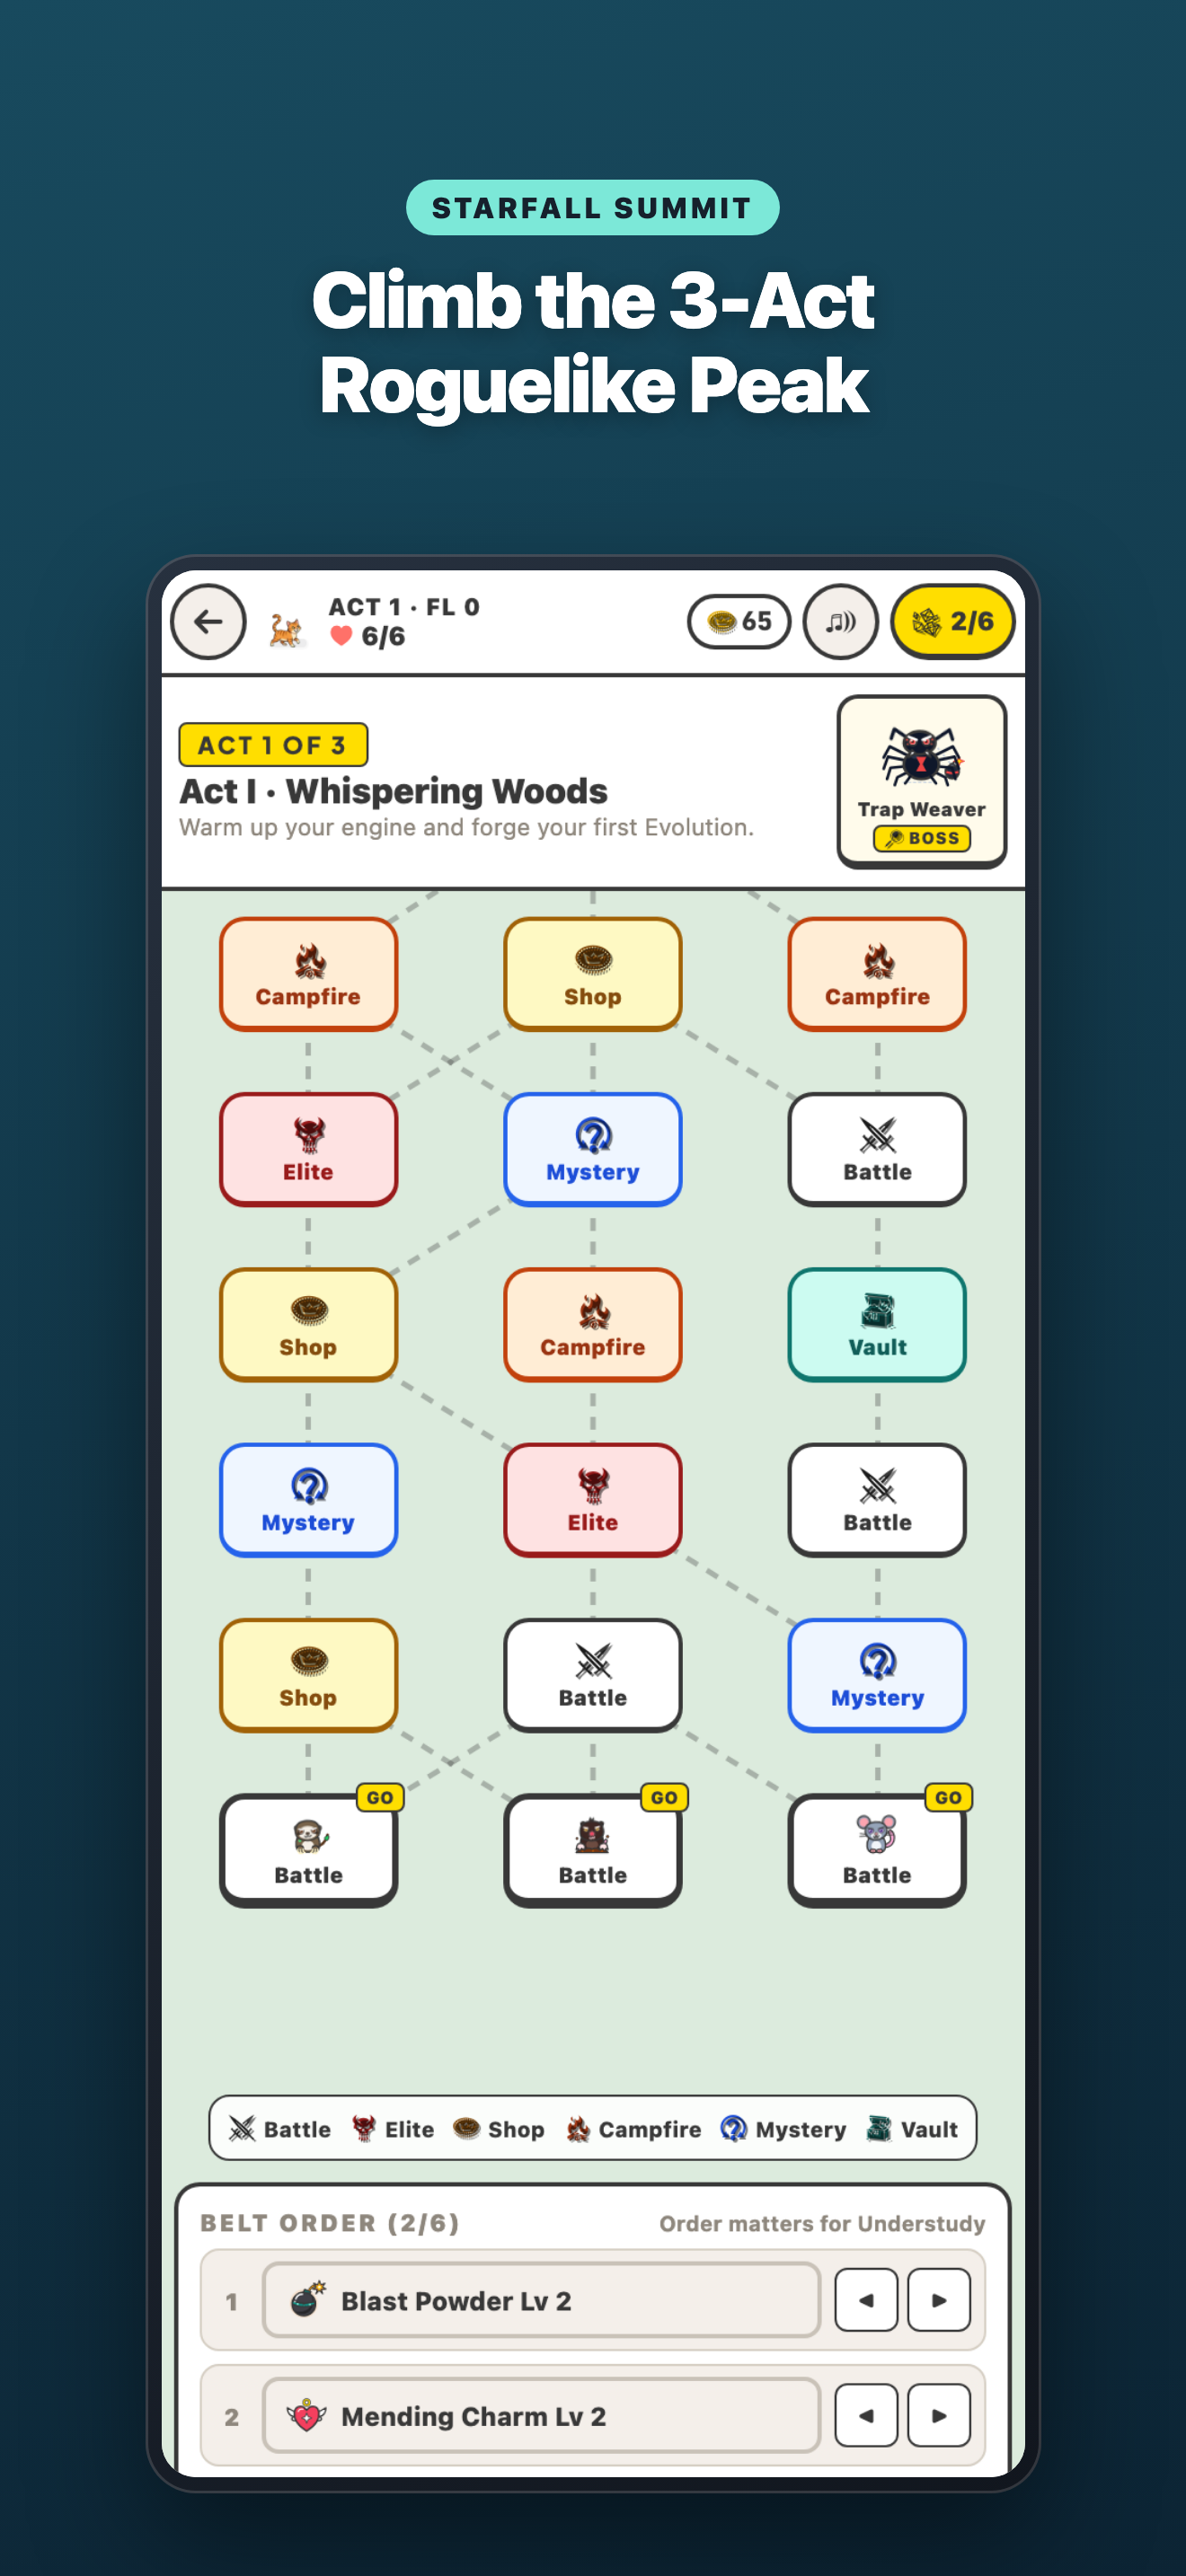 STARFALL SUMMIT
Climb the 3-Act
Roguelike Peak
ACT 1 · FL 0
6/6
65
2/6
ACT 1 OF 3
Act I · Whispering Woods
Warm up your engine and forge your first Evolution.
Trap Weaver
BOSS
Campfire
Shop
Campfire
Elite
Mystery
Battle
Shop
Campfire
Vault
Mystery
Elite
Battle
Shop
Battle
Mystery
GO
GO
GO
Battle
Battle
Battle
Battle Elite Shop Campfire Mystery Vault
BELT ORDER (2/6)
Order matters for Understudy
1
Blast Powder Lv 2
2
Mending Charm Lv 2